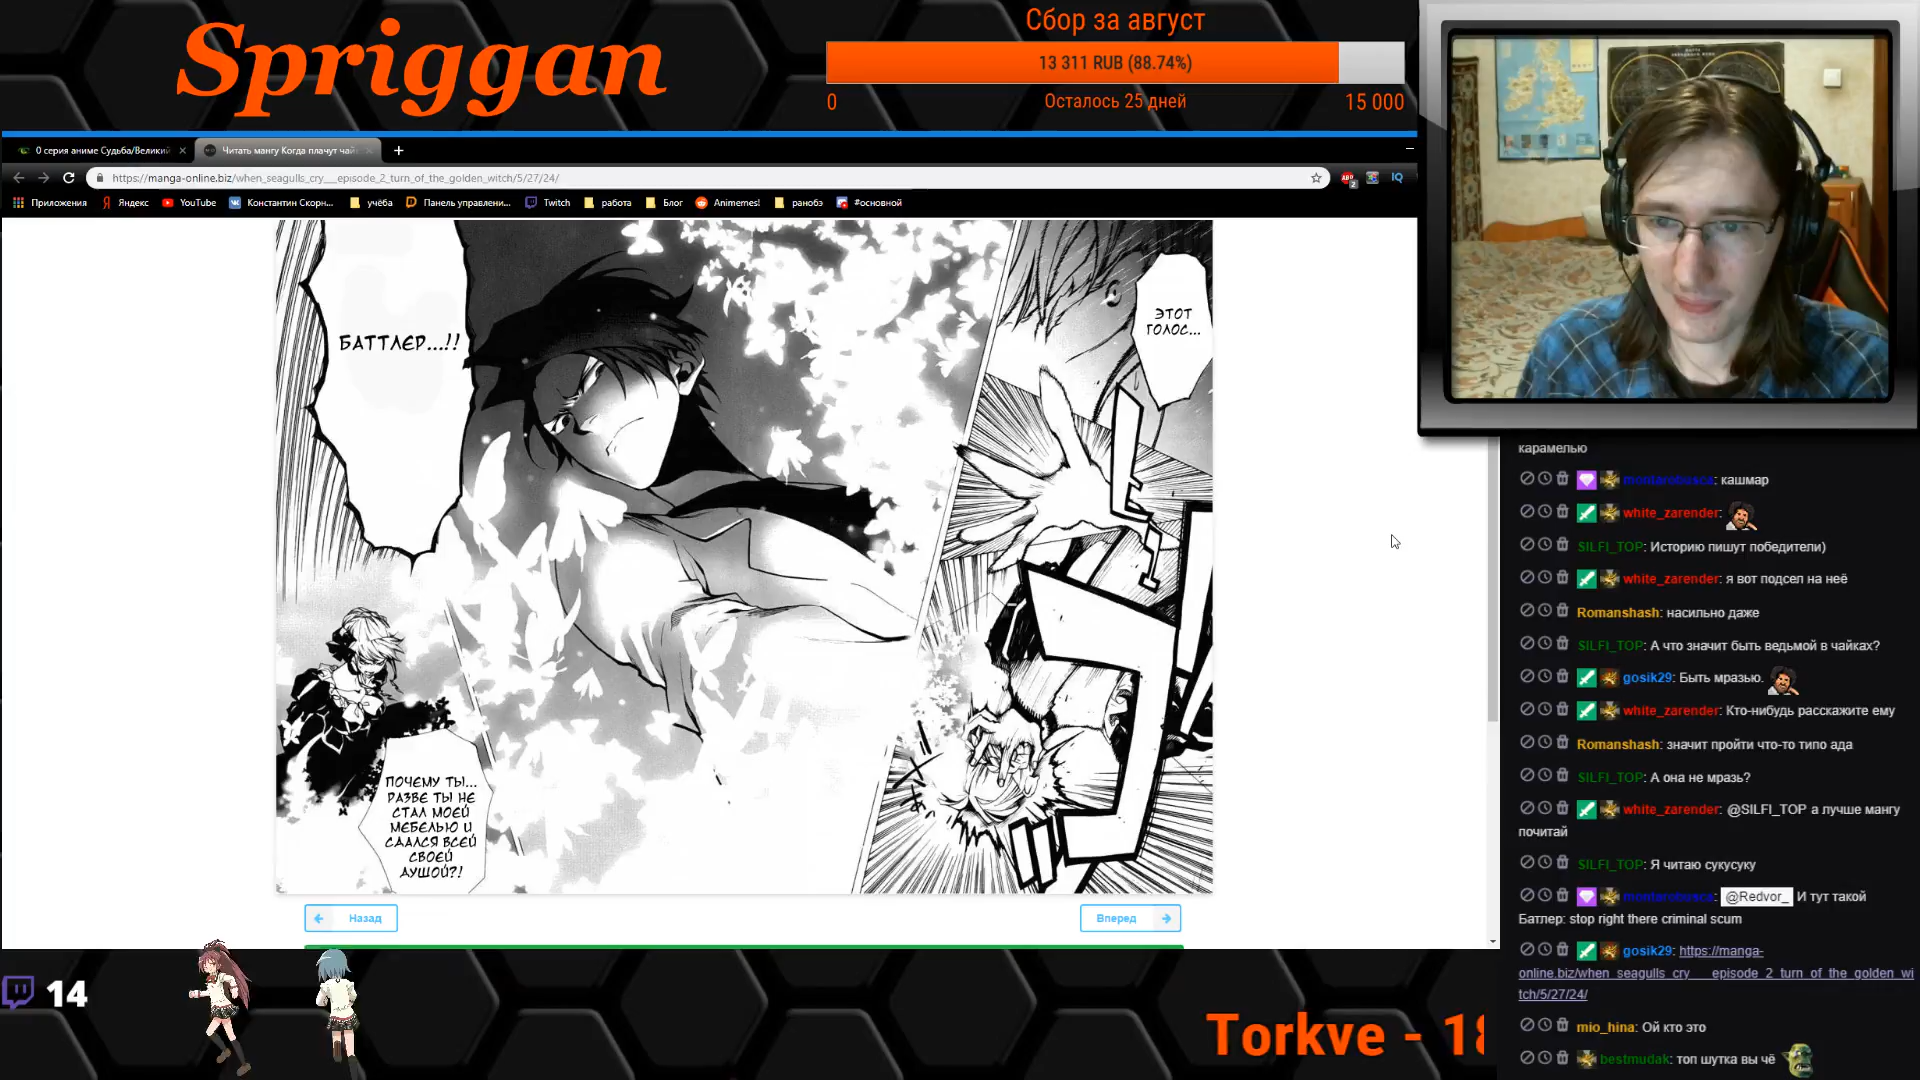 Spriggan
Сбор за август
13 311 RUB (88.74%)
0
Осталось 25 дней
15 000
0 серия аниме Судьба/Великий
Читать мангу Когда плачут чай
https://manga-online.biz/when_seagulls_cry__episode_2_turn_of_the_golden_witch/5/27/24/
Приложения
Яндекс
YouTube
Константин Скорн...
учёба
Панель управлени...
Twitch
работа
Блог
Animemes!
ранобэ
#основной
ЭТОТ
ГОЛОС...
БАТТЛЕР...!!
ПОЧЕМУ ТЫ...
РАЗВЕ ТЫ НЕ
СТАЛ МОЕЙ
МЕБЕЛЬЮ И
СДАЛСЯ ВСЕЙ
СВОЕЙ
ДУШОЙ?!
Назад
Вперед
карамелью
кашмар
white_zarender:
SILFI_TOP: Историю пишут победители)
white_zarender: я вот подсел на неё
Romanshash: насильно даже
SILFI_TOP: А что значит быть ведьмой в чайках?
gosik29: Быть мразью.
white_zarender: Кто-нибудь расскажите ему
Romanshash: значит пройти что-то типо ада
SILFI_TOP: А она не мразь?
white_zarender: @SILFI_TOP а лучше мангу
почитай
SILFI_TOP: Я читаю сукусуку
@Redvor_ И тут такой
Батлер: stop right there criminal scum
gosik29: https://manga-
online.biz/when_seagulls_cry__episode_2_turn_of_the_golden_wi
tch/5/27/24/
mio_hina: Ой кто это
bestmudak: топ шутка вы чё
14
Torkve - 18